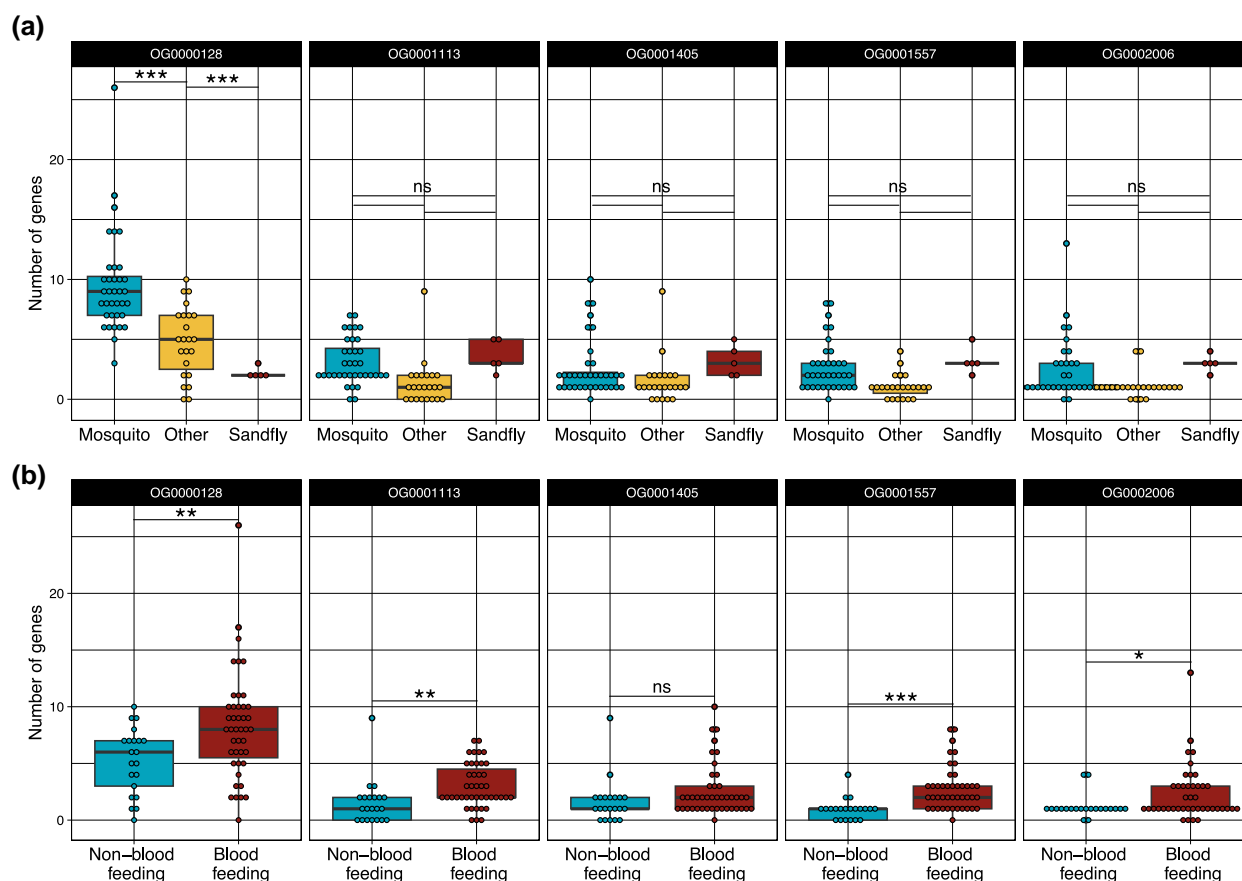 (a)
OG0000128 OG0001113 OG0001405 OG0001557 OG0002006
*** ***
20
ns ns ns ns
Number of genes
10
0
Mosquito Other Sandfly Mosquito Other Sandfly Mosquito Other Sandfly Mosquito Other Sandfly Mosquito Other Sandfly
(b)
OG0000128 OG0001113 OG0001405 OG0001557 OG0002006
**
20
Number of genes
*
** ns ***
10
0
Non–blood Blood Non–blood Blood Non–blood Blood Non–blood Blood Non–blood Blood
feeding feeding feeding feeding feeding feeding feeding feeding feeding feeding